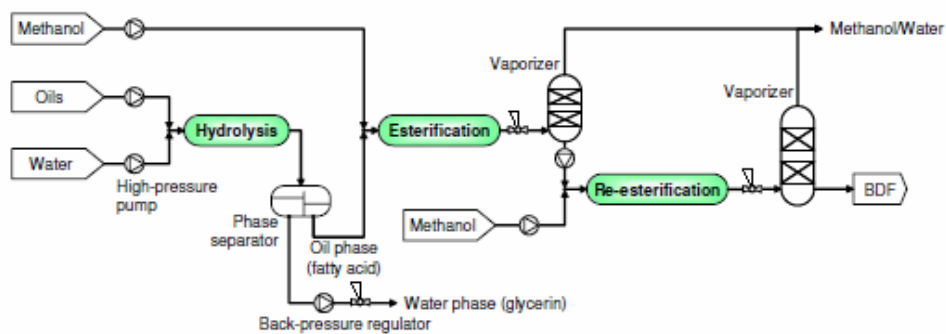 Methanol
Methanol/Water
Vaporizer
Oils
Vaporizer
Hydrolysis
Esterification
Water
High-pressure
pump
Re-esterification
BDF
Phase
separator
Methanol
Oil phase
(fatty acid)
Water phase (glycerin)
Back-pressure regulator